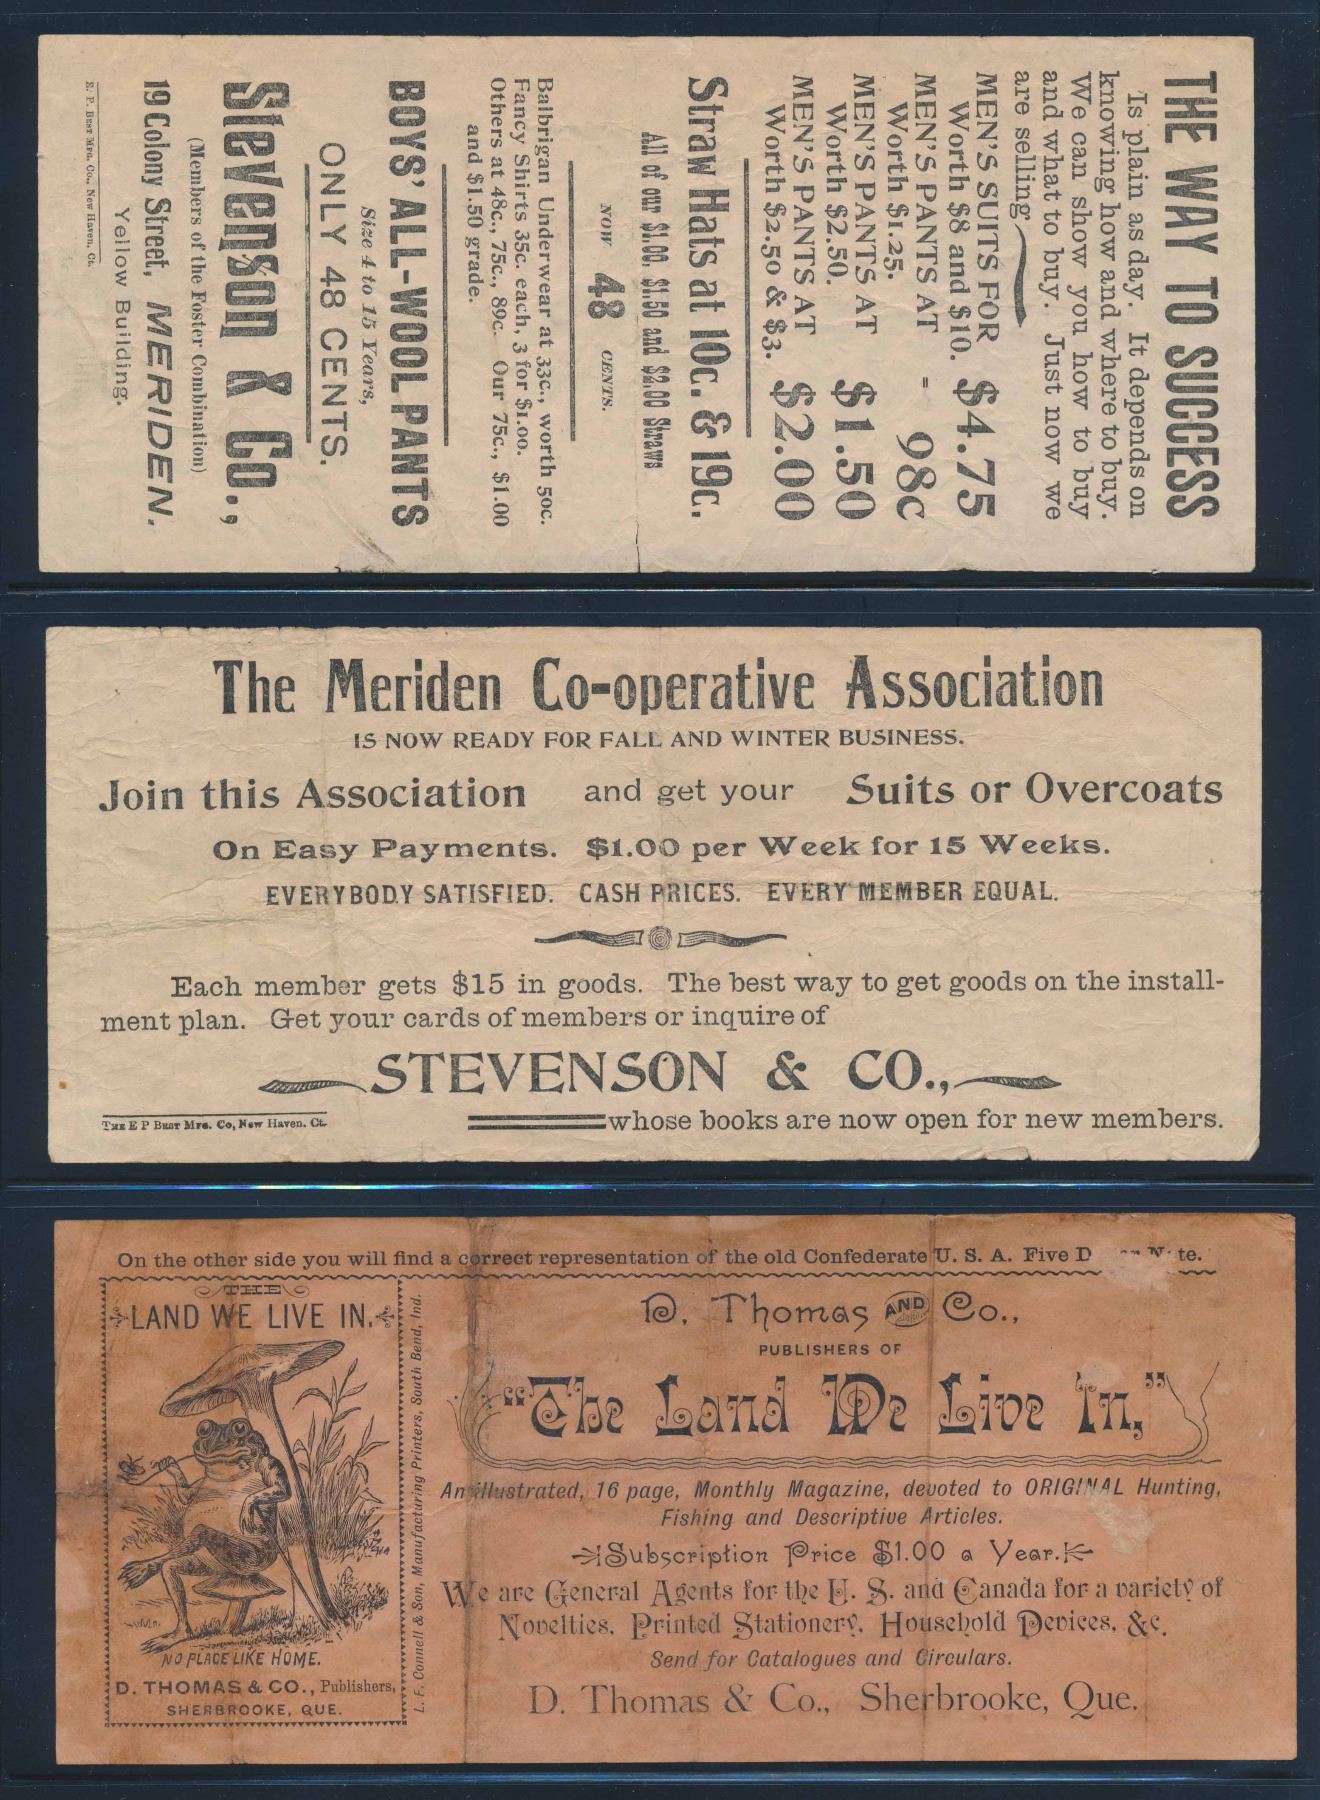 THE WAY TO SUCCESS
Is plain as day. It depends on
knowing how and where to buy.
We can show you how to buy
and what to buy. Just now we
are selling
MEN'S SUITS FOR $4.75
Worth $8 and $10.
MEN'S PANTS AT - 98c
Worth $1.25.
MEN'S PANTS AT $1.50
Worth $2.50.
MEN'S PANTS AT $2.00
Worth $2.50 & $3.
Straw Hats at 10c. & 19c.
All of our $1.00, $1.50 and $2.00 Straws
NOW 48 CENTS.
Balbrigan Underwear at 33c., worth 50c.
Fancy Shirts 35c. each, 3 for $1.00.
Others at 48c., 75c., 89c. Our 75c., $1.00
and $1.50 grade.
BOYS' ALL-WOOL PANTS
Size 4 to 15 Years,
ONLY 48 CENTS.
Stevenson & Co.,
(Members of the Foster Combination)
19 Colony Street, MERIDEN.
Yellow Building.
E. P. BEST MFG. CO., NEW HAVEN, CT.
The Meriden Co-operative Association
IS NOW READY FOR FALL AND WINTER BUSINESS.
Join this Association and get your Suits or Overcoats
On Easy Payments. $1.00 per Week for 15 Weeks.
EVERYBODY SATISFIED. CASH PRICES. EVERY MEMBER EQUAL.
Each member gets $15 in goods. The best way to get goods on the install-
ment plan. Get your cards of members or inquire of
STEVENSON & CO.,
whose books are now open for new members.
THE E P BEST MFG. Co, New Haven. Ct.
On the other side you will find a correct representation of the old Confederate U. S. A. Five D te.
THE
LAND WE LIVE IN.
NO PLACE LIKE HOME.
D. THOMAS & CO., Publishers,
SHERBROOKE, QUE.
L. F. Connell & Son, Manufacturing Printers, South Bend, Ind.
D. Thomas AND Co.,
PUBLISHERS OF
"The Land We Live In,"
An illustrated, 16 page, Monthly Magazine, devoted to ORIGINAL Hunting,
Fishing and Descriptive Articles.
Subscription Price $1.00 a Year.
We are General Agents for the U. S. and Canada for a variety of
Novelties, Printed Stationery, Household Devices, &c.
Send for Catalogues and Circulars.
D. Thomas & Co., Sherbrooke, Que.